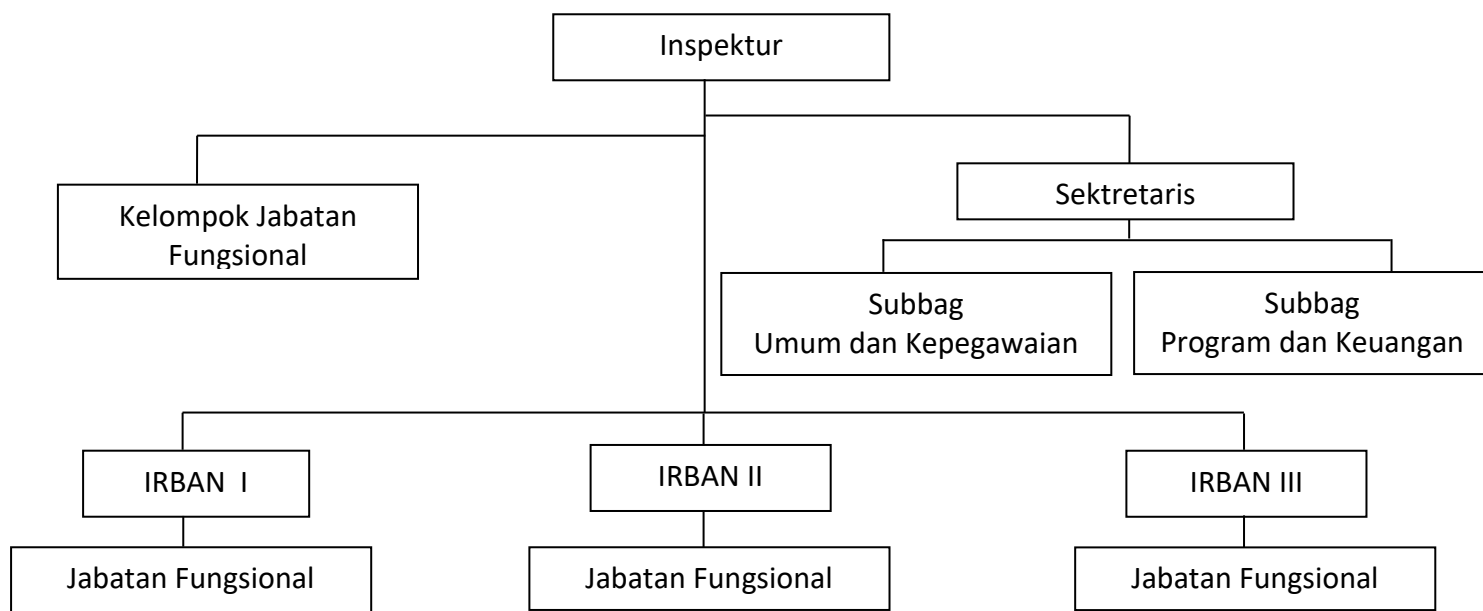 Inspektur
Kelompok Jabatan
Fungsional
Sektretaris
Subbag
Umum dan Kepegawaian
Subbag
Program dan Keuangan
IRBAN I
IRBAN II
IRBAN III
Jabatan Fungsional
Jabatan Fungsional
Jabatan Fungsional